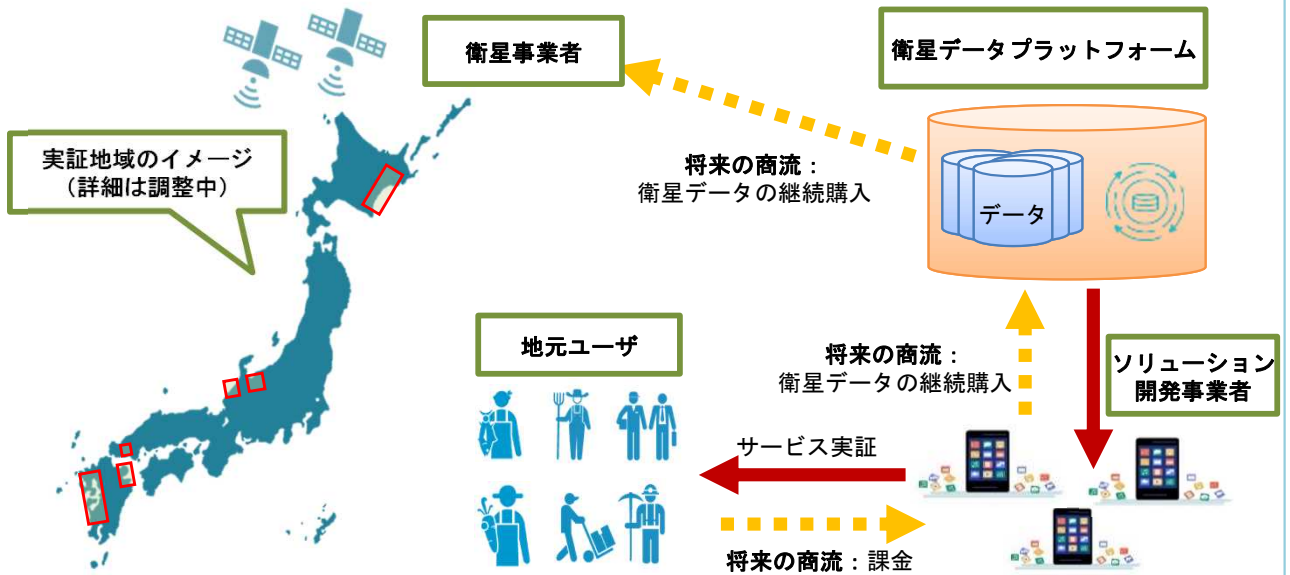 衛星事業者
衛星データプラットフォーム
実証地域のイメージ
（詳細は調整中）
将来の商流：
衛星データの継続購入
データ
地元ユーザ
将来の商流：
衛星データの継続購入
ソリューション
開発事業者
サービス実証
将来の商流：課金